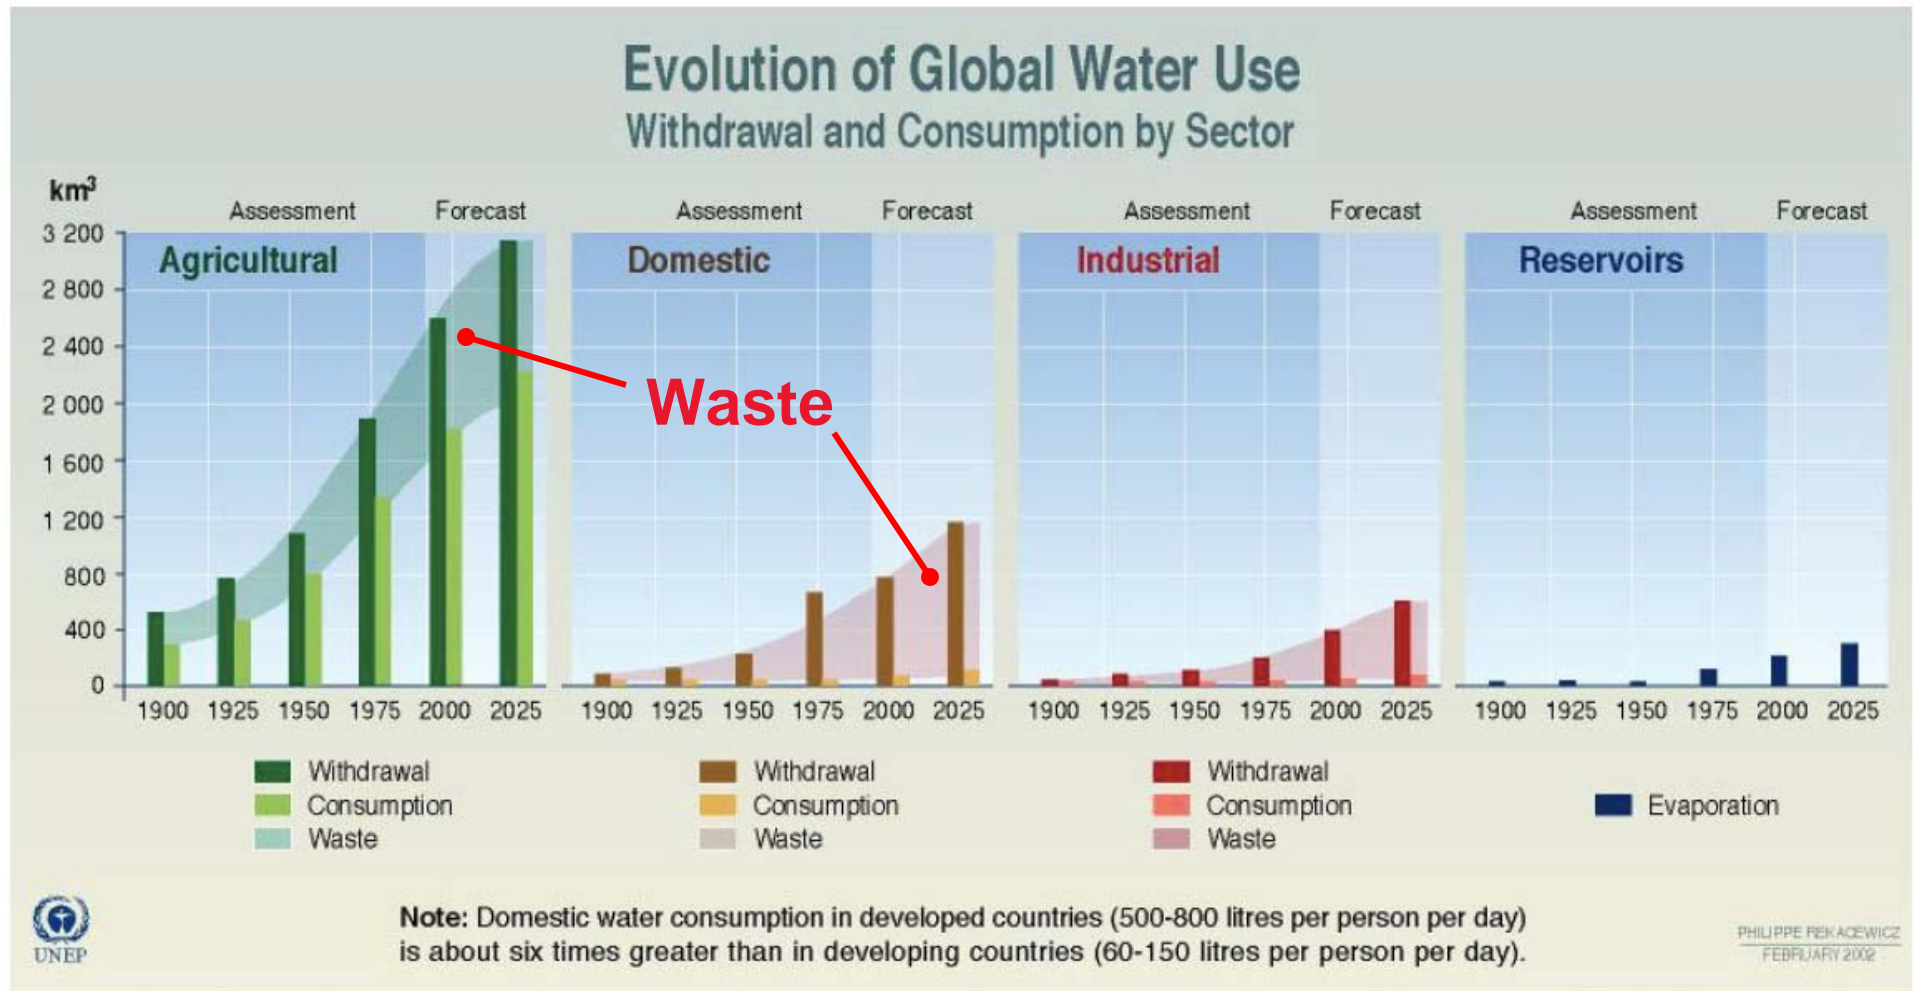 Evolution of Global Water Use
Withdrawal and Consumption by Sector
km³
Assessment Forecast Assessment Forecast Assessment Forecast Assessment Forecast
3 200
2 800
2 400
2 000
1 600
1 200
800
400
0
Agricultural Domestic Industrial Reservoirs
Waste
1900 1925 1950 1975 2000 2025 1900 1925 1950 1975 2000 2025 1900 1925 1950 1975 2000 2025 1900 1925 1950 1975 2000 2025
Withdrawal Withdrawal Withdrawal
Consumption Consumption Consumption Evaporation
Waste Waste Waste
Note: Domestic water consumption in developed countries (500-800 litres per person per day)
is about six times greater than in developing countries (60-150 litres per person per day).
UNEP
PHILIPPE REKACEWICZ
FEBRUARY 2002